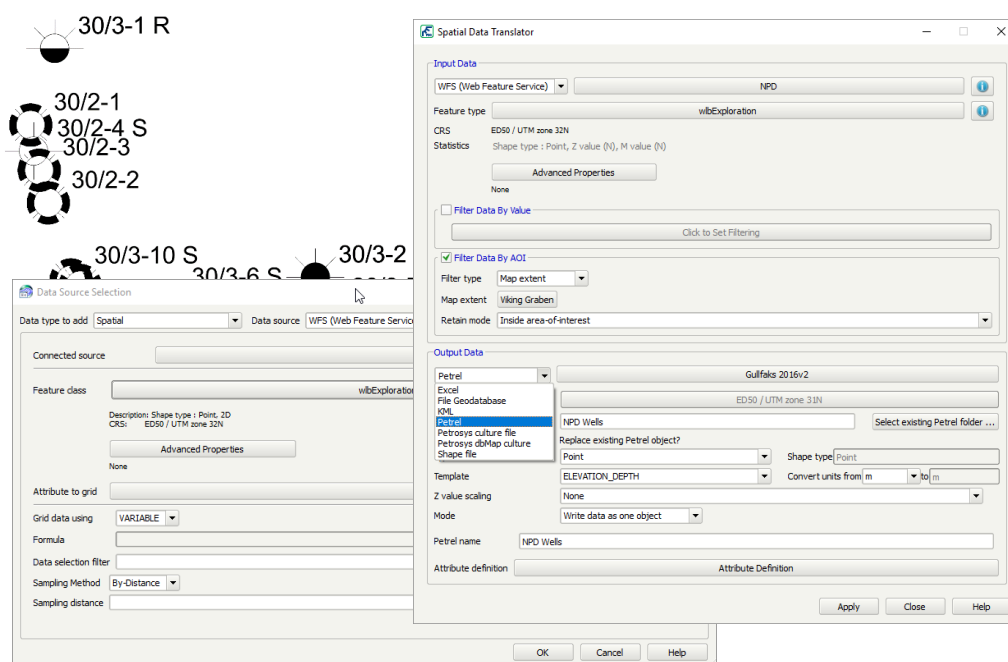 30/3-1 R
30/2-1
30/2-4 S
30/2-3
30/2-2
30/3-10 S
30/3-2
30/3-6 S
Data Source Selection
Data type to add Spatial Data source WFS (Web Feature Servic
Connected source
Feature class wlbExploration
Description: Shape type : Point, 2D
CRS: ED50 / UTM zone 32N
Advanced Properties
None
Attribute to grid
Grid data using VARIABLE
Formula
Data selection filter
Sampling Method By-Distance
Sampling distance
OK Cancel Help
Spatial Data Translator
Input Data
WFS (Web Feature Service) NPD
Feature type wlbExploration
CRS ED50 / UTM zone 32N
Statistics Shape type : Point, Z value (N), M value (N)
Advanced Properties
None
Filter Data By Value
Click to Set Filtering
Filter Data By AOI
Filter type Map extent
Map extent Viking Graben
Retain mode Inside area-of-interest
Output Data
Petrel Gullfaks 2016v2
Excel
File Geodatabase
KML
Petrel
Petrosys culture file
Petrosys dbMap culture
Shape file
ED50 / UTM zone 31N
NPD Wells Select existing Petrel folder ...
Replace existing Petrel object?
Point Shape type Point
Template ELEVATION_DEPTH Convert units from m to m
Z value scaling None
Mode Write data as one object
Petrel name NPD Wells
Attribute definition Attribute Definition
Apply Close Help